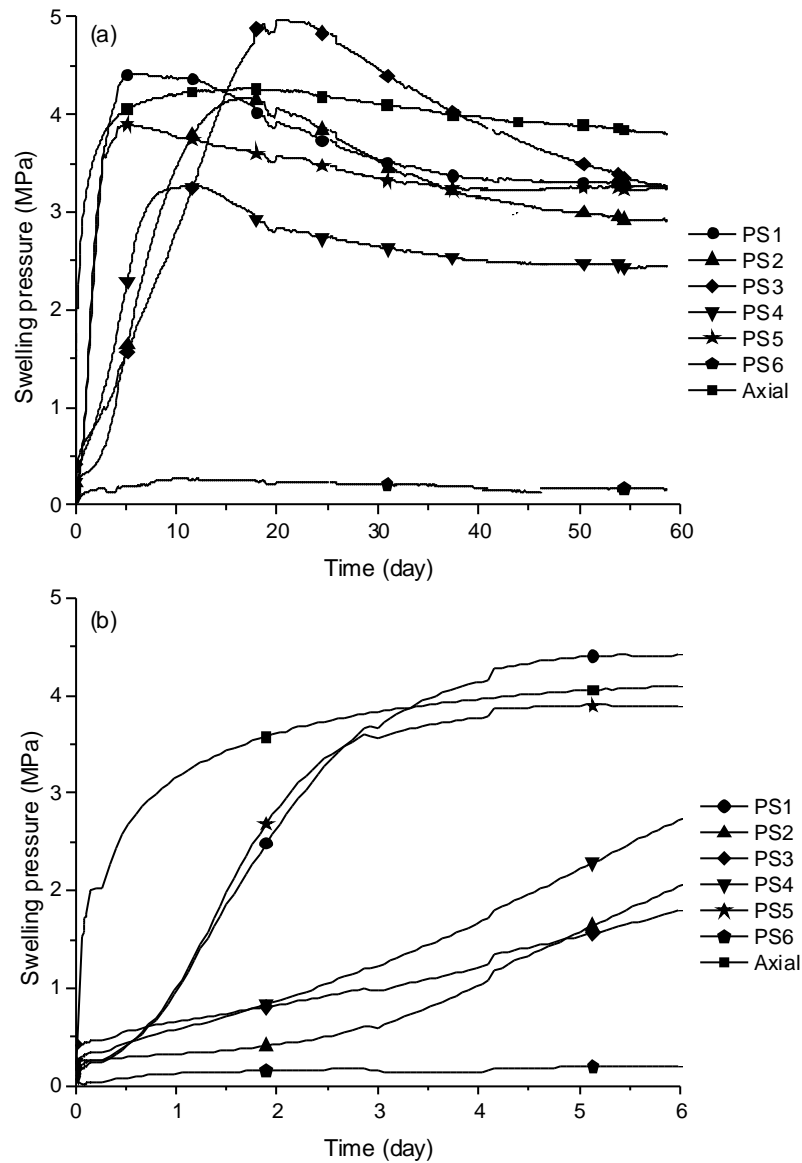 (a)
5
4
3
2
1
0
Swelling pressure (MPa)
0 10 20 30 40 50 60
Time (day)
PS1
PS2
PS3
PS4
PS5
PS6
Axial
(b)
5
4
3
2
1
0
Swelling pressure (MPa)
0 1 2 3 4 5 6
Time (day)
PS1
PS2
PS3
PS4
PS5
PS6
Axial